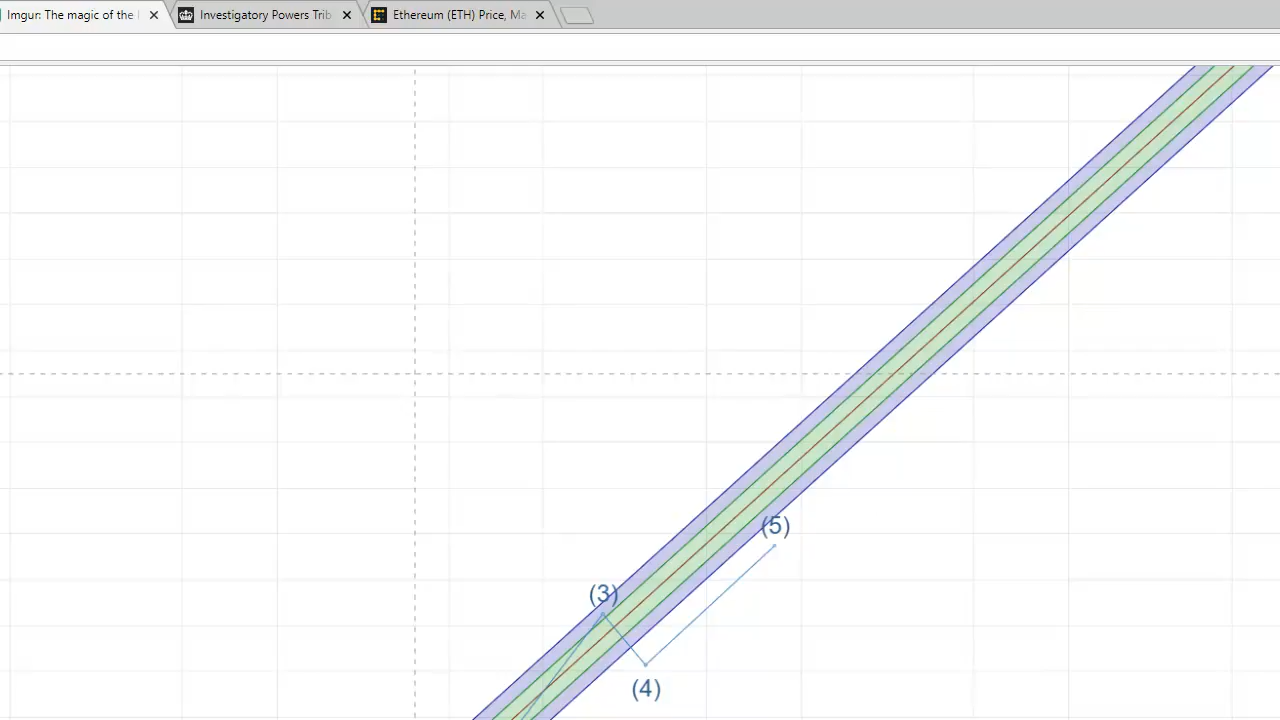 Imgur: The magic of the
Investigatory Powers Trib
Ethereum (ETH) Price, Ma
(5)
(3)
(4)